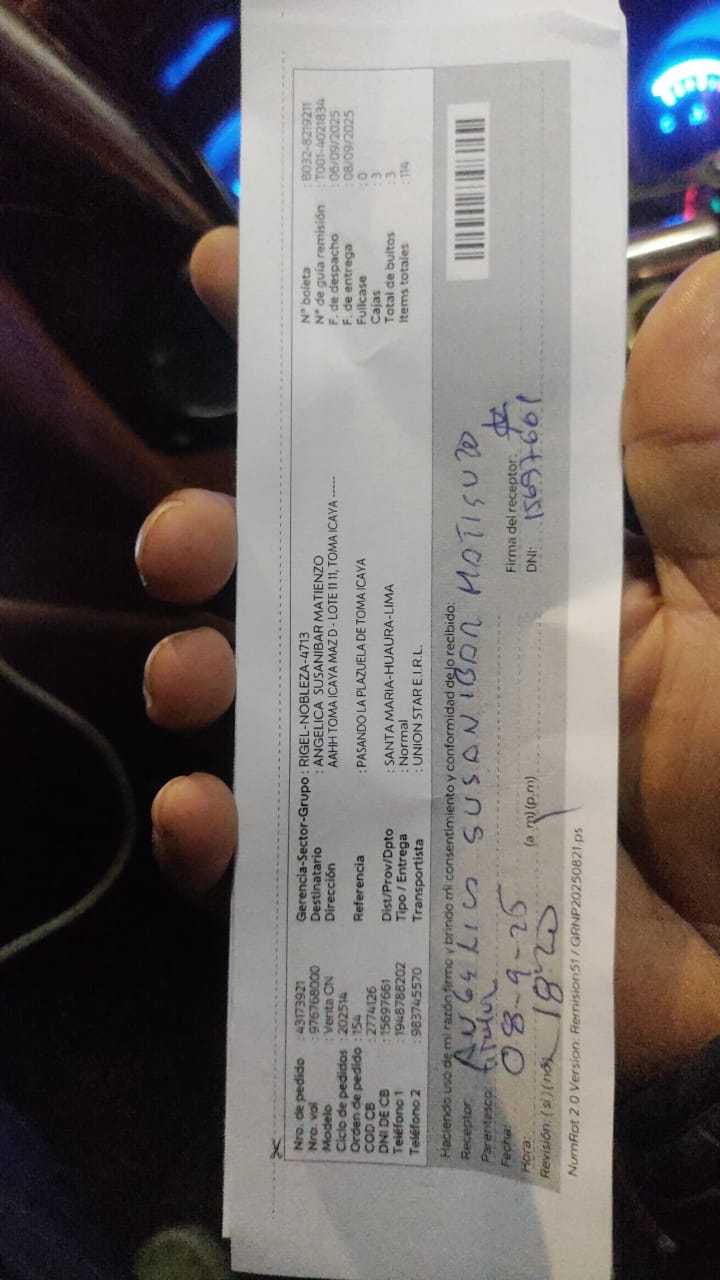 Nro. de pedido : 43173921
Nro. vol : 976768000
Modelo : Venta CN
Ciclo de pedidos : 202514
Orden de pedido : 154
COD CB : 2774126
DNI DE CB : 15697661
Teléfono 1 : 1948788202
Teléfono 2 : 983745570
Gerencia-Sector-Grupo : RIGEL-NOBLEZA-4713
Destinatario : ANGELICA SUSANIBAR MATIENZO
Dirección AAHH TOMA ICAYA MAZ D - LOTE 11 11, TOMA ICAYA -----
Referencia : PASANDO LA PLAZUELA DE TOMA ICAYA
Dist/Prov/Dpto : SANTA MARIA-HUAURA-LIMA
Tipo / Entrega : Normal
Transportista : UNION STAR E.I.R.L.
N° boleta : B032-8219211
N° de guía remisión : T001-4021834
F. de despacho : 06/09/2025
F. de entrega : 08/09/2025
Fullcase : 0
Cajas : 3
Total de bultos : 3
Items totales : 114
Haciendo uso de mi razón firmo y brindo mi consentimiento y conformidad de lo recibido:
Receptor: ANGELICA SUSANIBAR MATIENZO
Parentesco: titular
Firma del receptor:
Fecha: 08-9-25
DNI: 15697661
Hora: 18:20 (a.m)(p.m)
Revisión: (si) (no)
NumRot 2.0 Version: Remision51 / GRNP20250821.ps